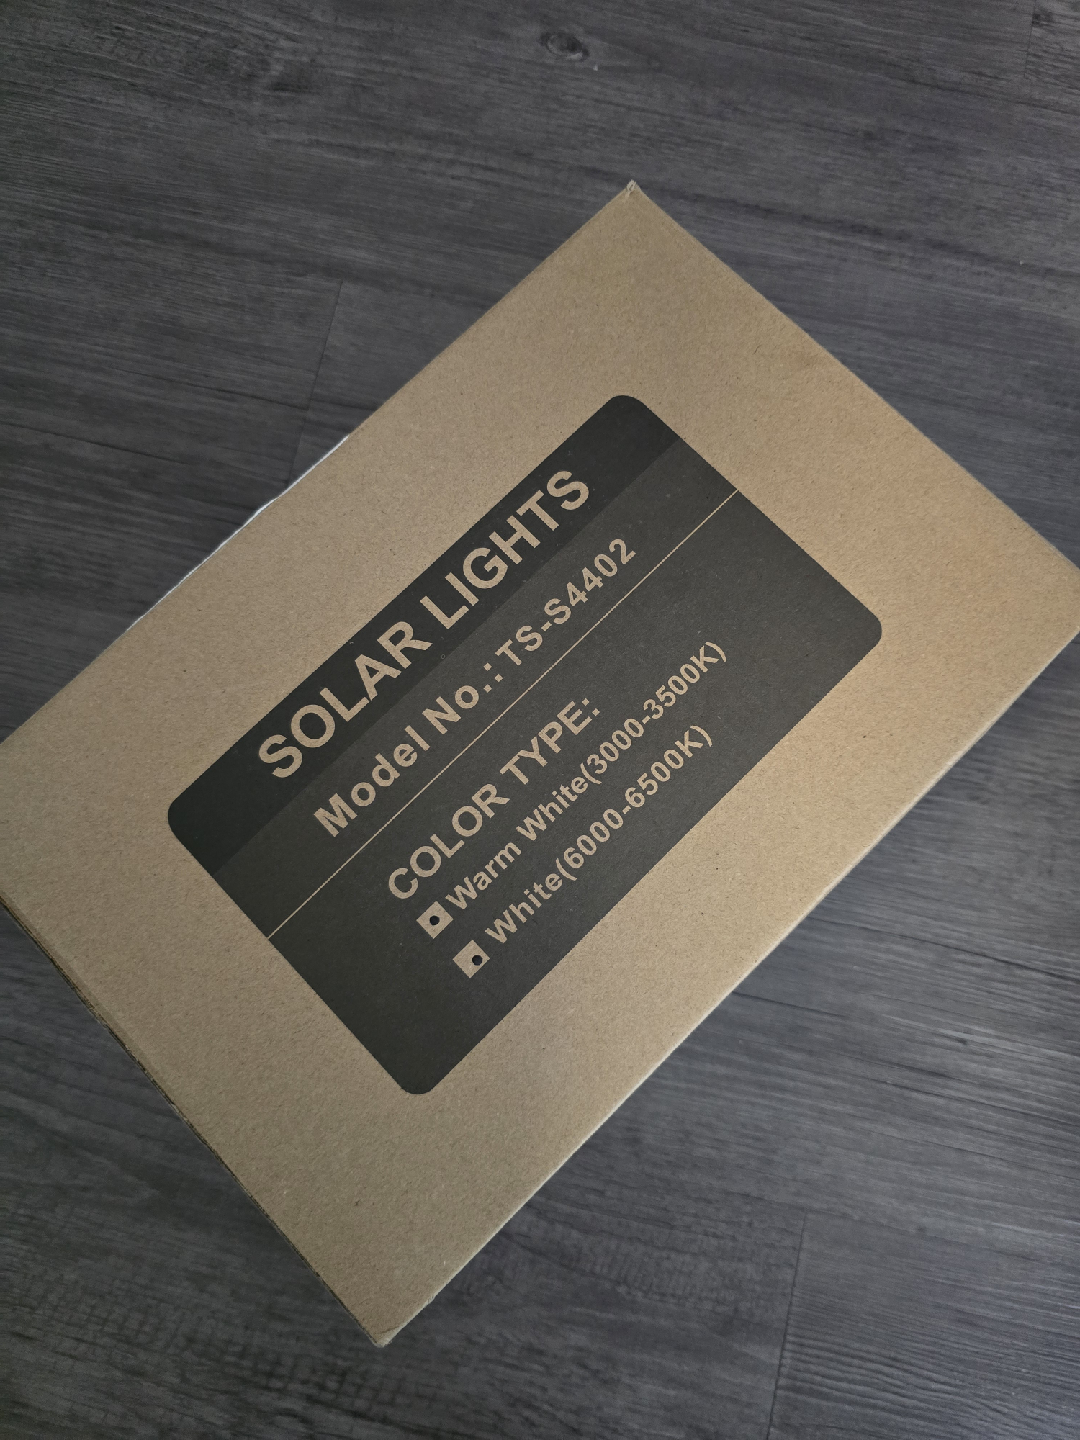 SOLAR LIGHTS
Model No.: TS-S4402
COLOR TYPE:
Warm White(3000-3500K)
White(6000-6500K)